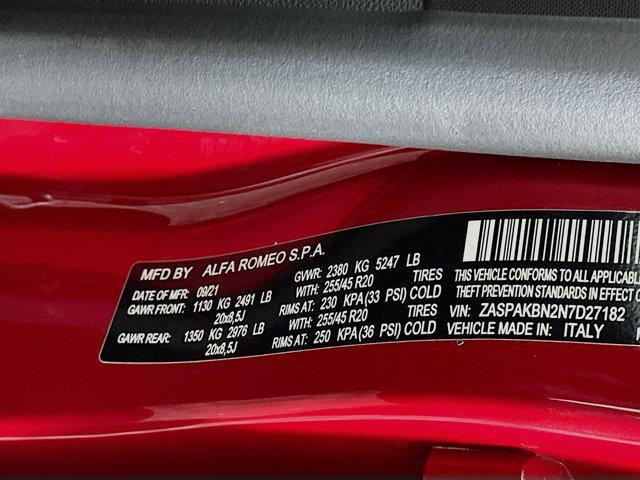 MFD BY ALFA ROMEO S.P.A.
DATE OF MFR 09/21 GVWR: 2380 KG 5247 LB
GAWR FRONT: 1130 KG 2491 LB WITH: 255/45 R20 TIRES
20x8,5J RIMS AT: 230 KPA(33 PSI) COLD
GAWR REAR: 1350 KG 2976 LB WITH: 255/45 R20 TIRES
20x8,5J RIMS AT: 250 KPA(36 PSI) COLD
THIS VEHICLE CONFORMS TO ALL APPLICABLE
THEFT PREVENTION STANDARDS IN EFFECT
VIN: ZASPAKBN2N7D27182
VEHICLE MADE IN: ITALY